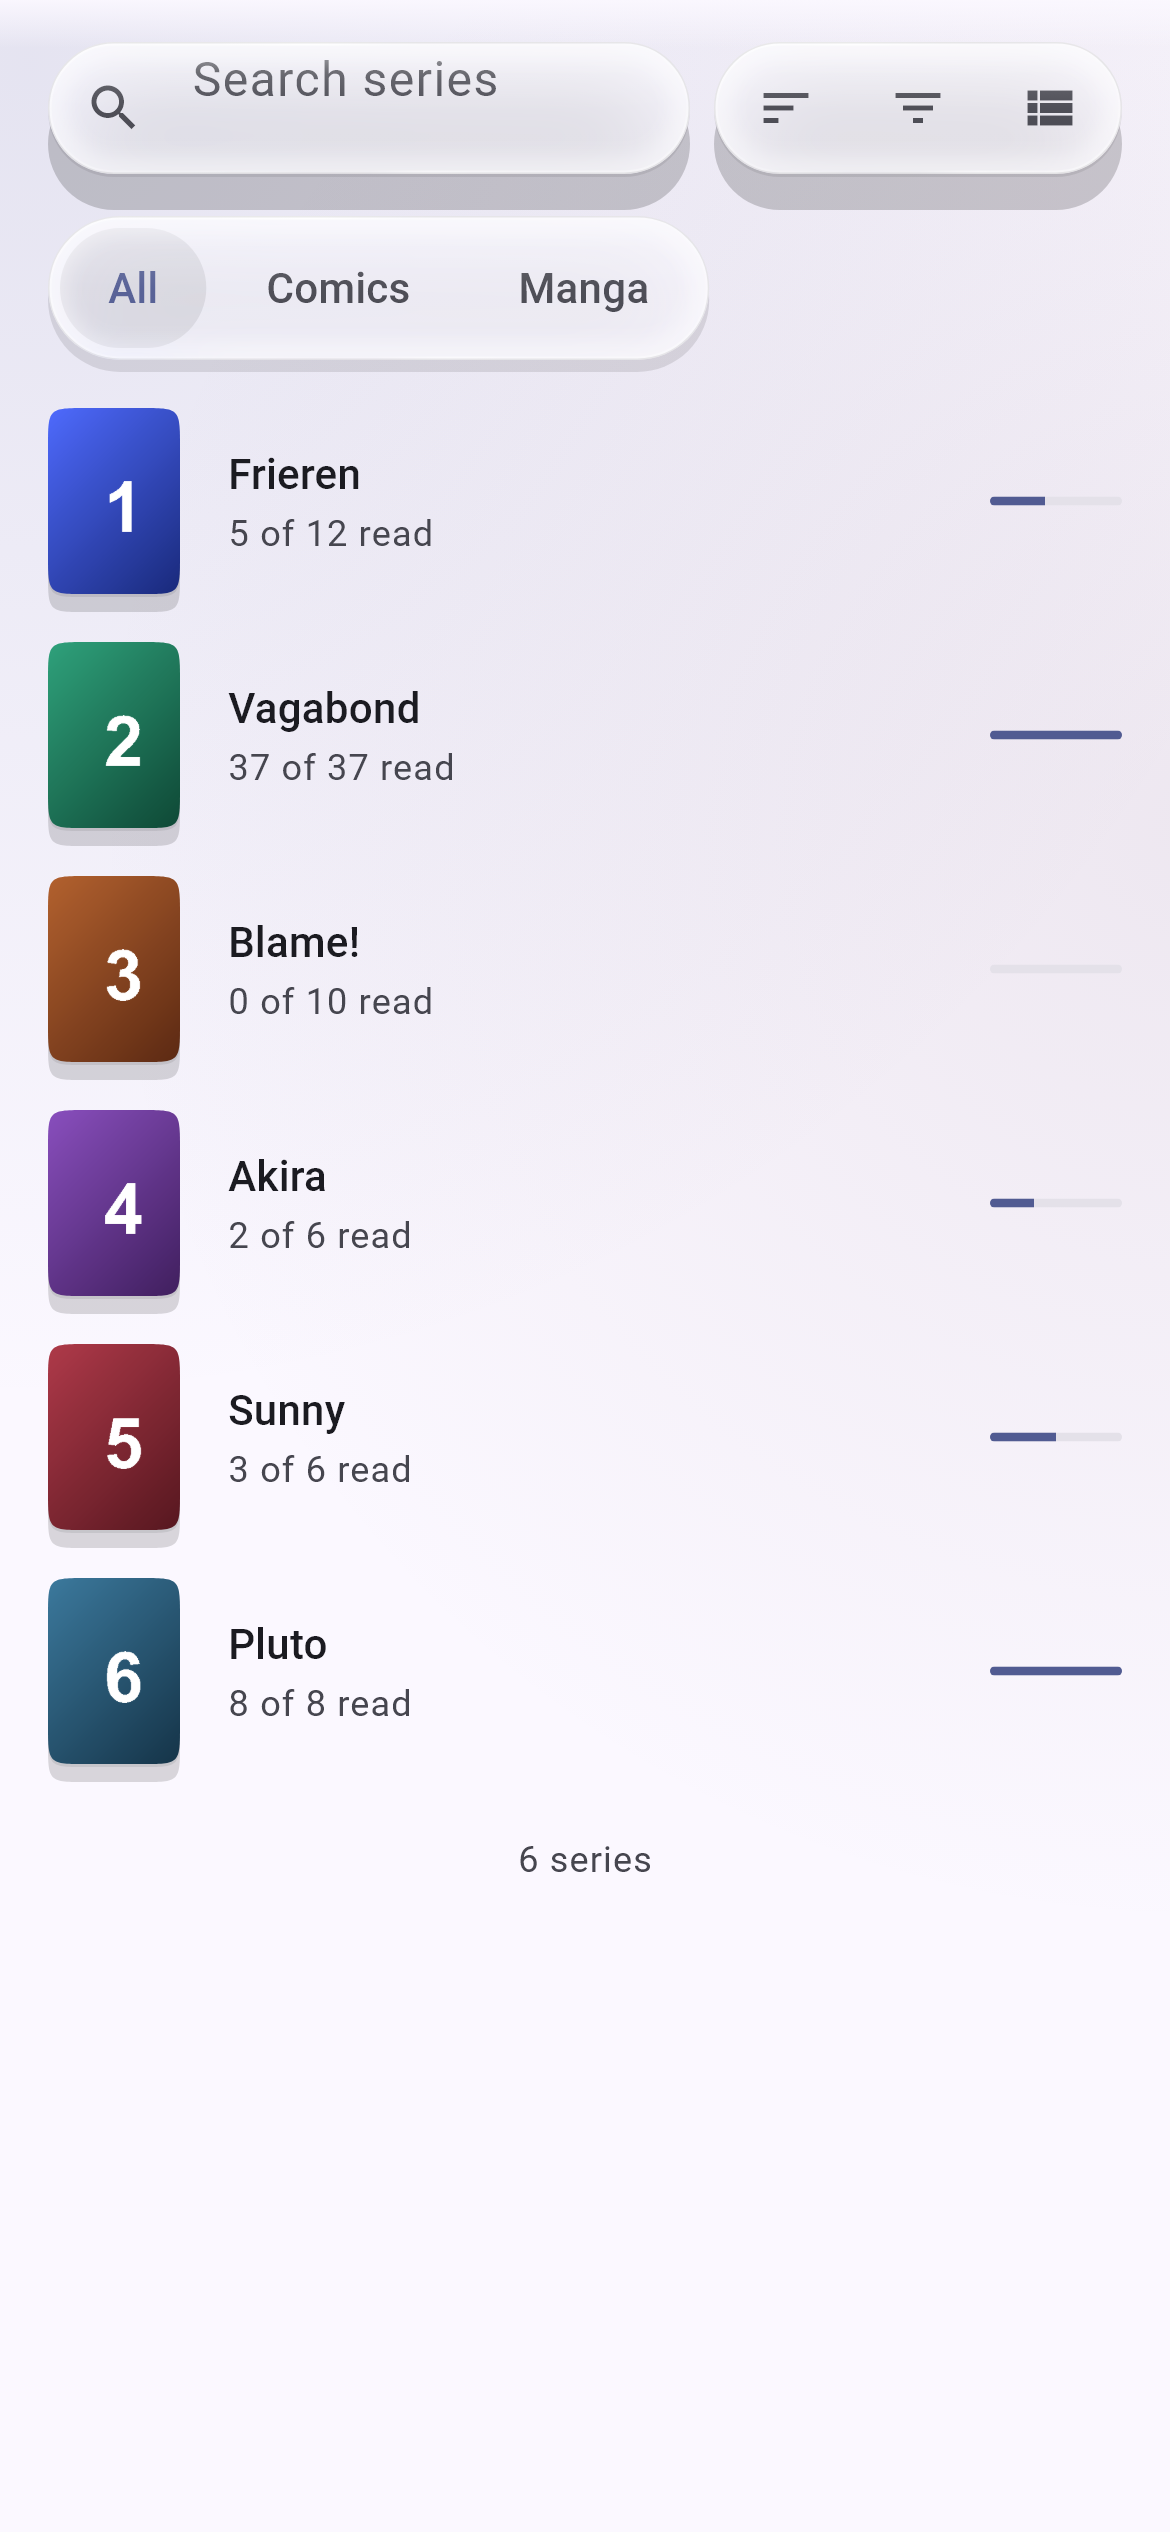 Search series
All Comics Manga
1
Frieren
5 of 12 read
2
Vagabond
37 of 37 read
3
Blame!
0 of 10 read
4
Akira
2 of 6 read
5
Sunny
3 of 6 read
6
Pluto
8 of 8 read
6 series